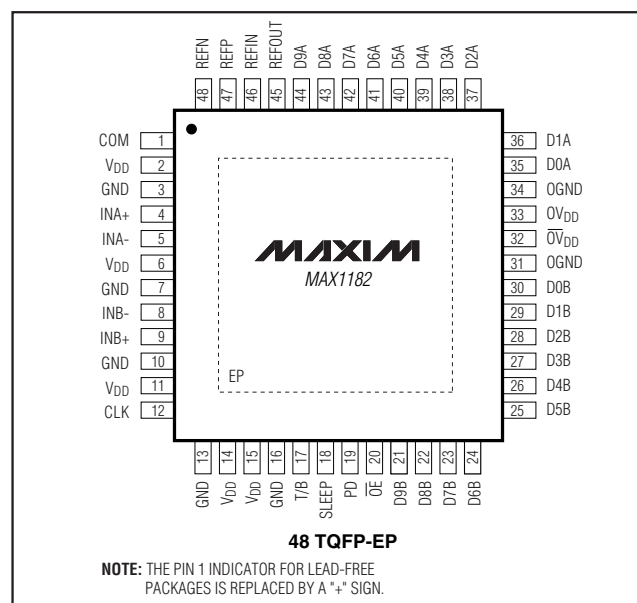 REFN
REFP
REFIN
REFOUT
D9A
D8A
D7A
D6A
D5A
D4A
D3A
D2A
48
47
46
45
44
43
42
41
40
39
38
37
COM 1
VDD 2
GND 3
INA+ 4
INA- 5
VDD 6
GND 7
INB- 8
INB+ 9
GND 10
VDD 11
CLK 12
MAXIM
MAX1182
EP
36 D1A
35 D0A
34 OGND
33 OVDD
32 O̅V̅DD
31 OGND
30 D0B
29 D1B
28 D2B
27 D3B
26 D4B
25 D5B
13
14
15
16
17
18
19
20
21
22
23
24
GND
VDD
VDD
GND
T/B
SLEEP
PD
O̅E̅
D9B
D8B
D7B
D6B
48 TQFP-EP
NOTE: THE PIN 1 INDICATOR FOR LEAD-FREE
PACKAGES IS REPLACED BY A "+" SIGN.